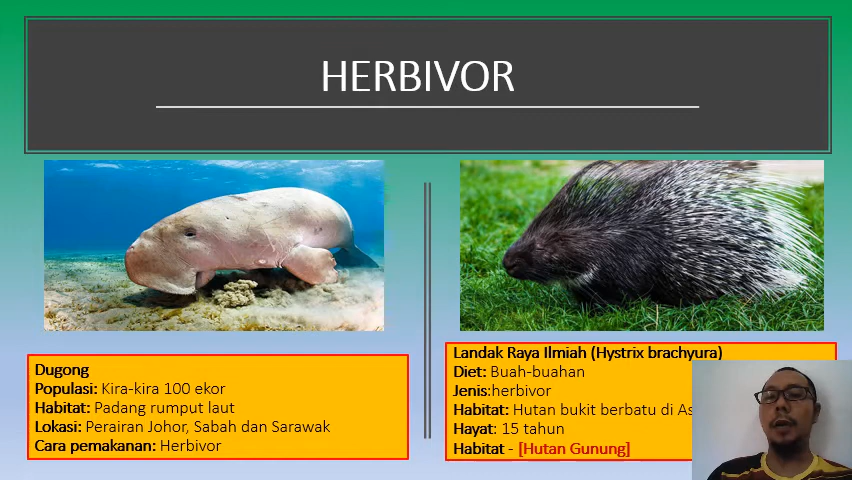 HERBIVOR
Dugong
Populasi: Kira-kira 100 ekor
Habitat: Padang rumput laut
Lokasi: Perairan Johor, Sabah dan Sarawak
Cara pemakanan: Herbivor
Landak Raya Ilmiah (Hystrix brachyura)
Diet: Buah-buahan
Jenis:herbivor
Habitat: Hutan bukit berbatu di
Hayat: 15 tahun
Habitat - [Hutan Gunung]